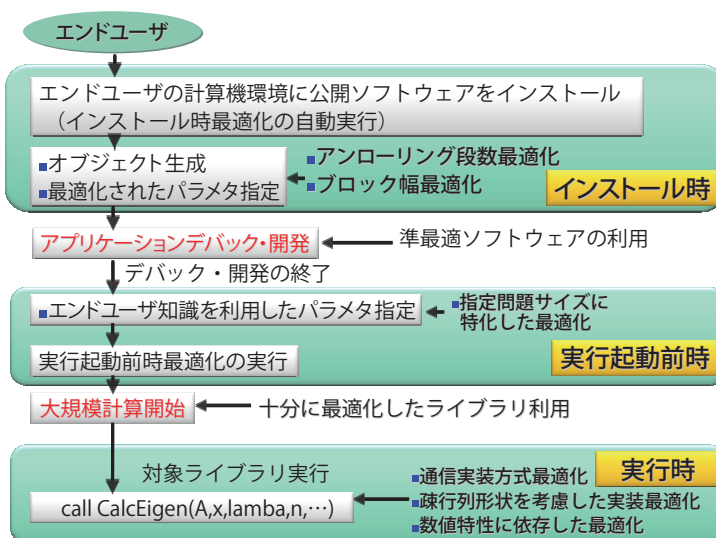 エンドユーザ
エンドユーザの計算機環境に公開ソフトウェアをインストール
（インストール時最適化の自動実行）
■オブジェクト生成
■最適化されたパラメタ指定
■アンローリング段数最適化
■ブロック幅最適化
インストール時
アプリケーションデバック・開発
準最適ソフトウェアの利用
デバック・開発の終了
■エンドユーザ知識を利用したパラメタ指定
■指定問題サイズに
特化した最適化
実行起動前時最適化の実行
実行起動前時
大規模計算開始
十分に最適化したライブラリ利用
対象ライブラリ実行
call CalcEigen(A,x,lamba,n,…)
実行時
■通信実装方式最適化
■疎行列形状を考慮した実装最適化
■数値特性に依存した最適化